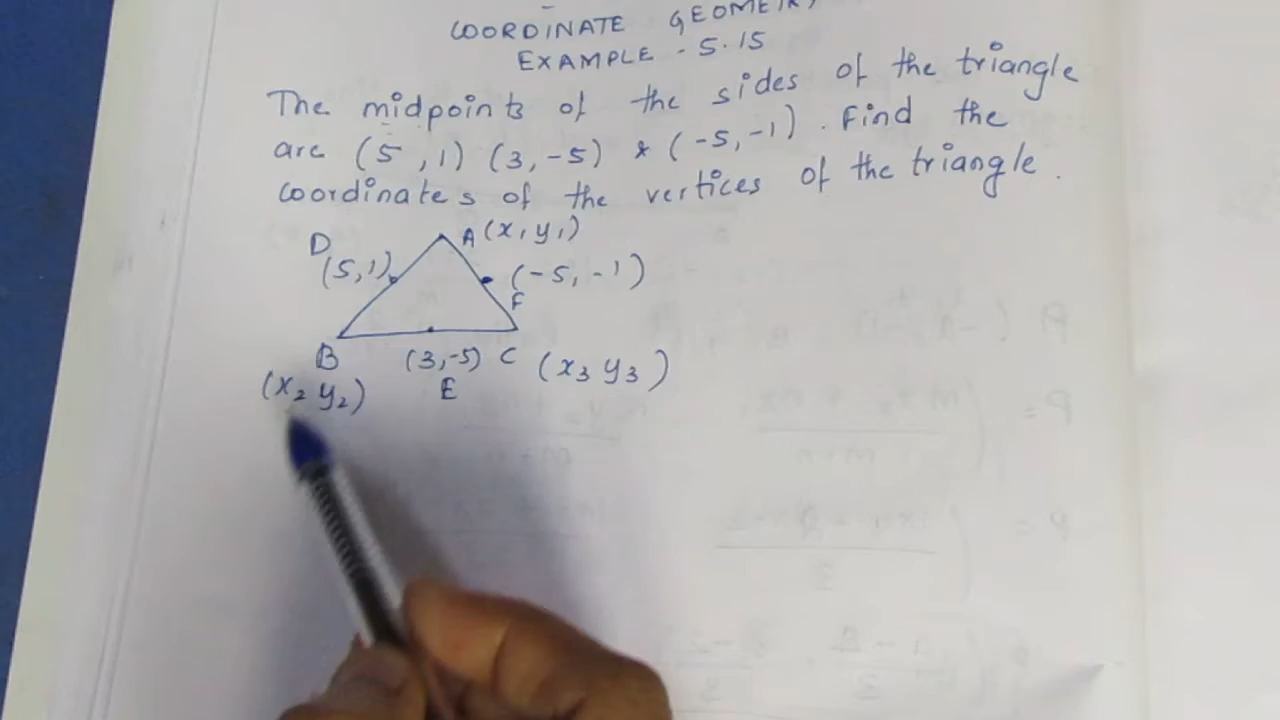 COORDINATE GEOMETRY
EXAMPLE - 5.15
The midpoints of the sides of the triangle
are (5,1) (3,-5) & (-5,-1). Find the
coordinates of the vertices of the triangle.
D
A (x1 y1)
(5,1)
(-5,-1)
F
B
(3,-5)
C
(x3 y3)
(x2 y2)
E